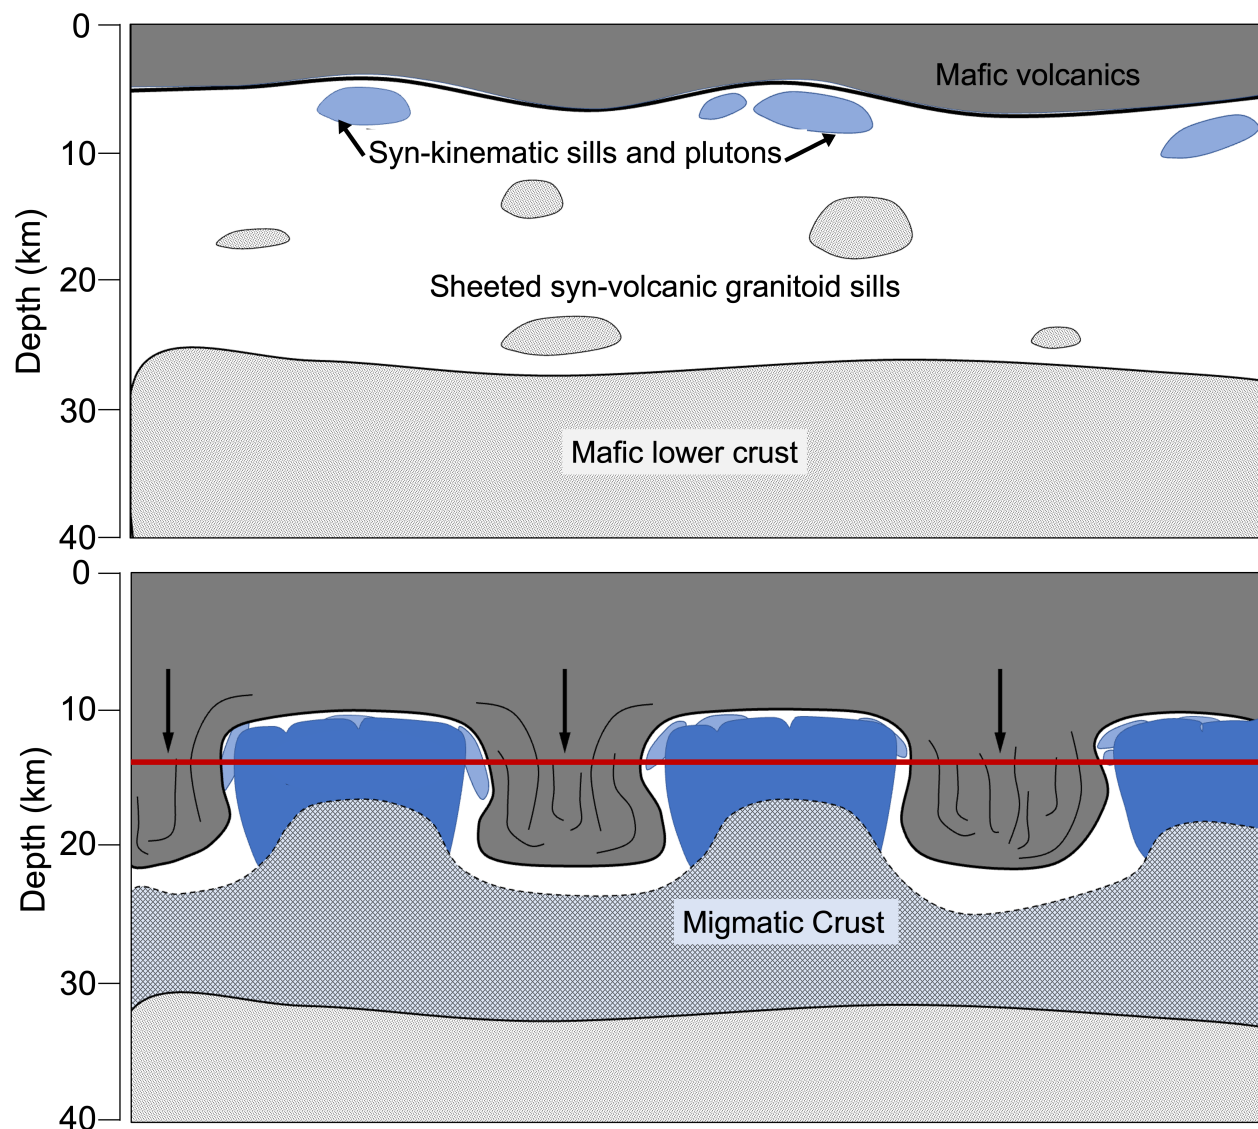 0
Mafic volcanics
10
Syn-kinematic sills and plutons
Depth (km)
20
Sheeted syn-volcanic granitoid sills
30
Mafic lower crust
40
0
10
Depth (km)
20
Migmatic Crust
30
40